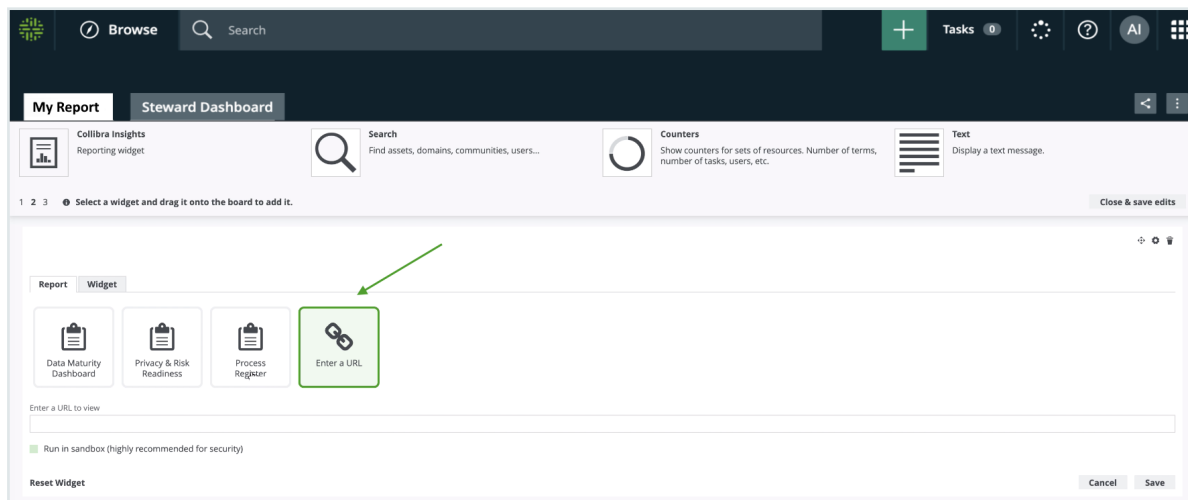 Browse
Search
Tasks 0
AI
My Report
Steward Dashboard
Collibra Insights
Reporting widget
Search
Find assets, domains, communities, users...
Counters
Show counters for sets of resources. Number of terms,
number of tasks, users, etc.
Text
Display a text message.
1 2 3 Select a widget and drag it onto the board to add it.
Close & save edits
Report
Widget
Data Maturity
Dashboard
Privacy & Risk
Readiness
Process
Register
Enter a URL
Enter a URL to view
Run in sandbox (highly recommended for security)
Reset Widget
Cancel
Save